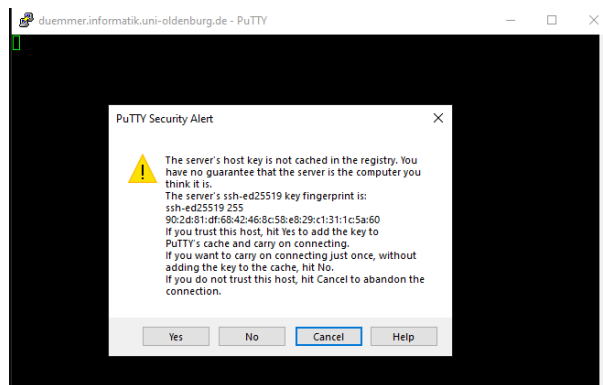 duemmer.informatik.uni-oldenburg.de - PuTTY
PuTTY Security Alert
The server's host key is not cached in the registry. You
have no guarantee that the server is the computer you
think it is.
The server's ssh-ed25519 key fingerprint is:
ssh-ed25519 255
90:2d:81:df:68:42:46:8c:58:e8:29:c1:31:1c:5a:60
If you trust this host, hit Yes to add the key to
PuTTY's cache and carry on connecting.
If you want to carry on connecting just once, without
adding the key to the cache, hit No.
If you do not trust this host, hit Cancel to abandon the
connection.
Yes No Cancel Help